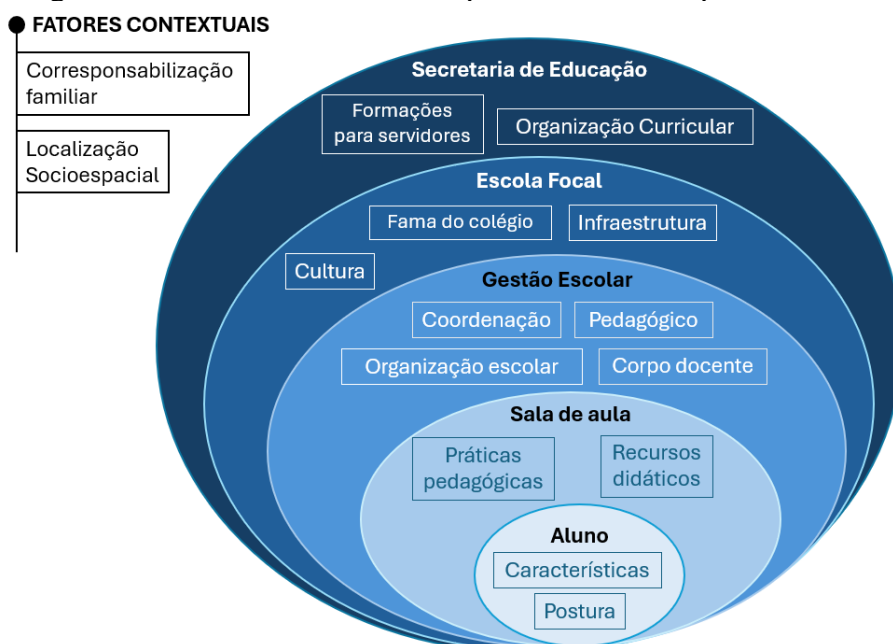 FATORES CONTEXTUAIS
Corresponsabilização
familiar
Localização
Socioespacial
Secretaria de Educação
Formações
para servidores
Organização Curricular
Escola Focal
Fama do colégio
Infraestrutura
Cultura
Gestão Escolar
Coordenação
Pedagógico
Organização escolar
Corpo docente
Sala de aula
Práticas
pedagógicas
Recursos
didáticos
Aluno
Características
Postura